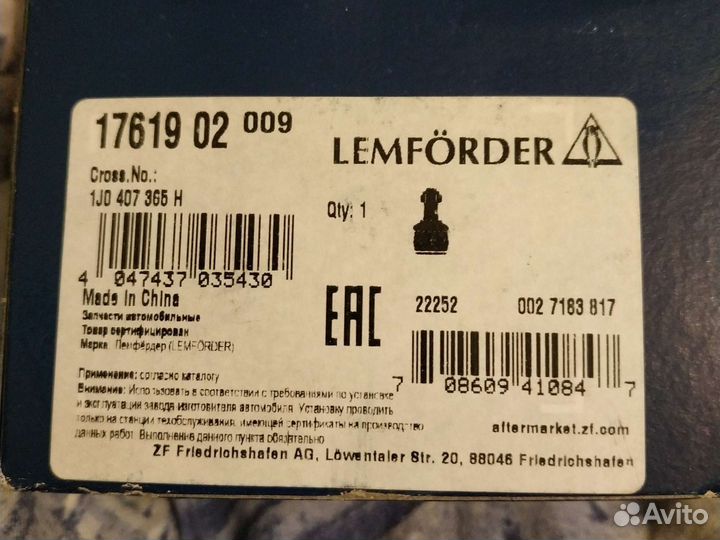 17619 02 009
LEMFÖRDER
Cross.No.:
1J0 407 365 H
Qty: 1
4 047437 035430
Made in China
EAC
22252 002 7183 817
Запчасти автомобильные
Товар сертифицирован
Марка: Лемфёрдер (LEMFÖRDER)
7 08609 41084 7
Применение: согласно каталогу
Внимание: Использовать в соответствии с требованиями по установке
и эксплуатации завода изготовителя автомобиля. Установку проводить
только на станции техобслуживания, имеющей сертификаты на производство
данных работ. Выполнение данного пункта обязательно
aftermarket.zf.com
ZF Friedrichshafen AG, Löwentaler Str. 20, 88046 Friedrichshafen
Avito